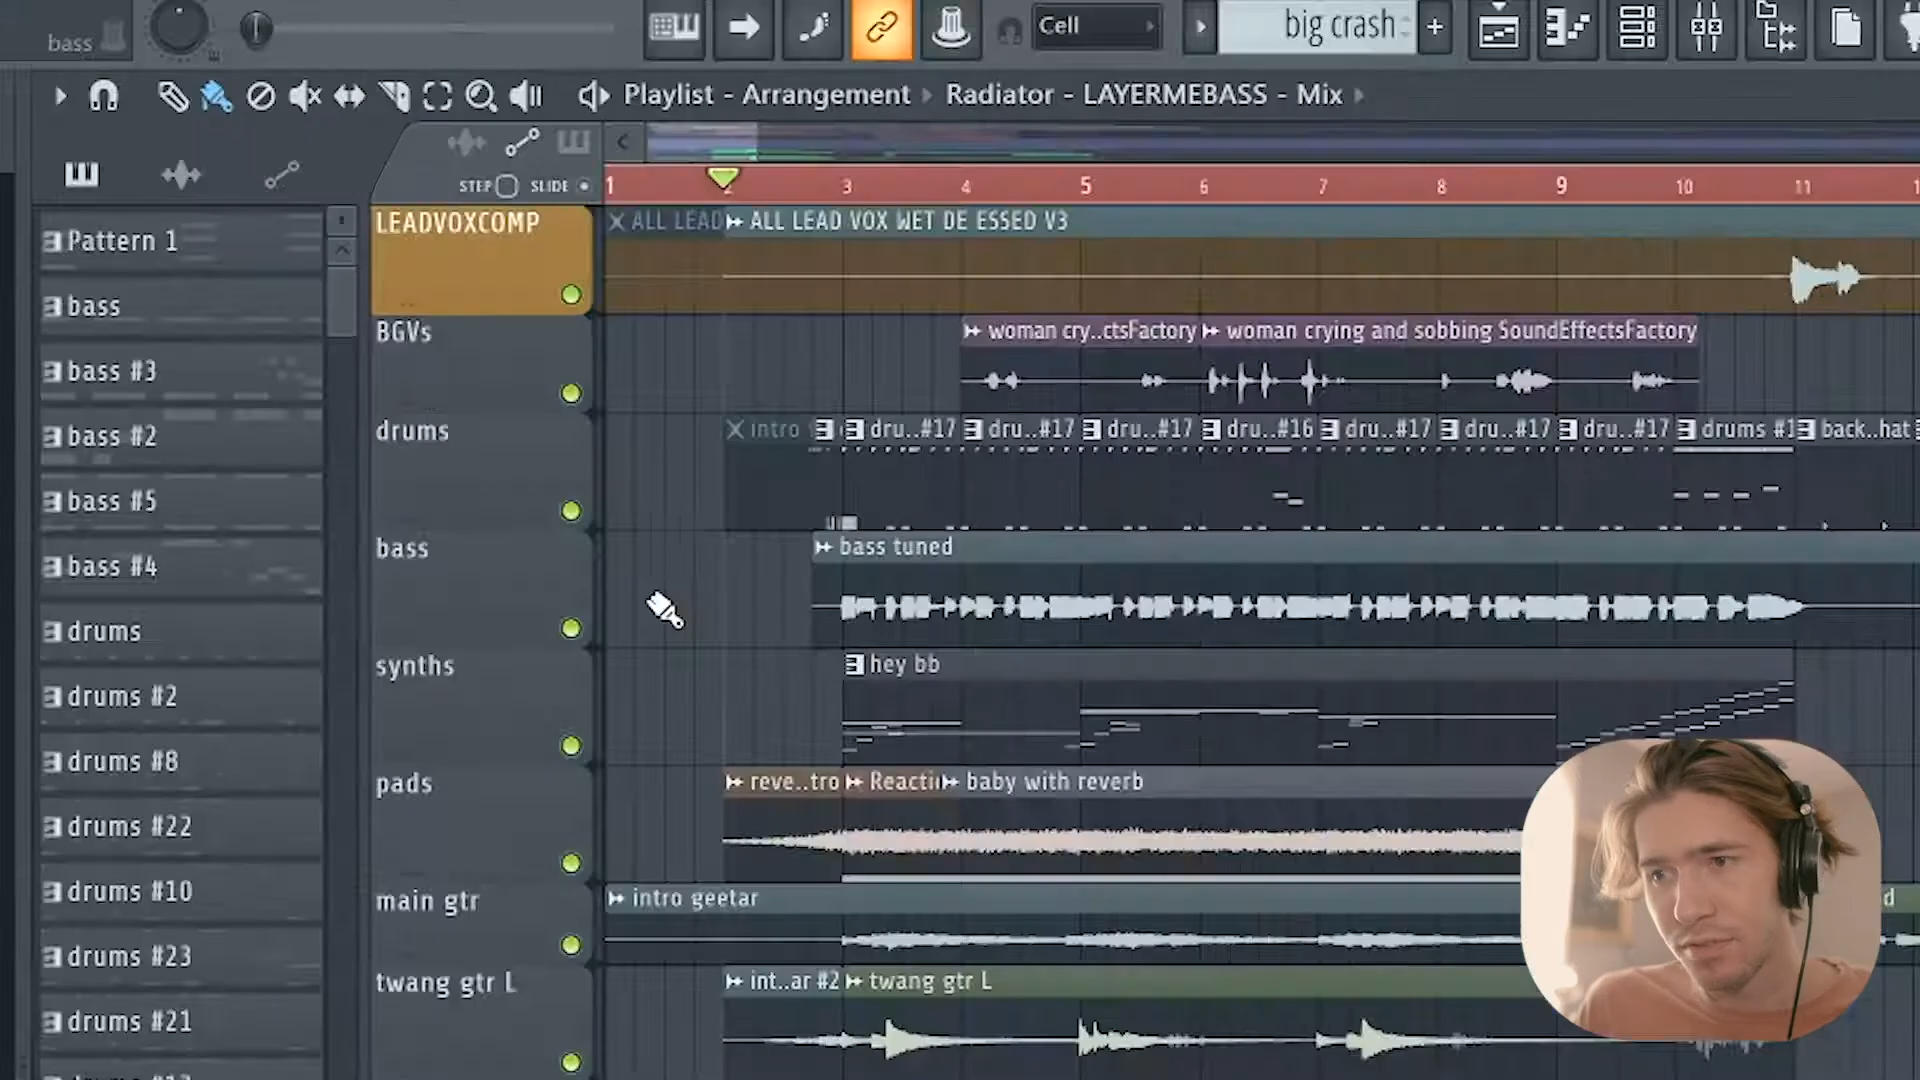 bass
Cell
big crash
Playlist - Arrangement
Radiator - LAYERMEBASS - Mix
STEP
SLIDE
1
2
3
4
5
6
7
8
9
10
11
Pattern 1
bass
bass #3
bass #2
bass #5
bass #4
drums
drums #2
drums #8
drums #22
drums #10
drums #23
drums #21
LEADVOXCOMP
ALL LEAD
ALL LEAD VOX WET DE ESSED V3
BGVs
woman cry..ctsFactory
woman crying and sobbing SoundEffectsFactory
drums
intro
dru..#17
dru..#17
dru..#17
dru..#16
dru..#17
dru..#17
dru..#17
drums #1
back..hat
bass
bass tuned
synths
hey bb
pads
reve..tro
Reacti
baby with reverb
main gtr
intro geetar
d
twang gtr L
int..ar #2
twang gtr L